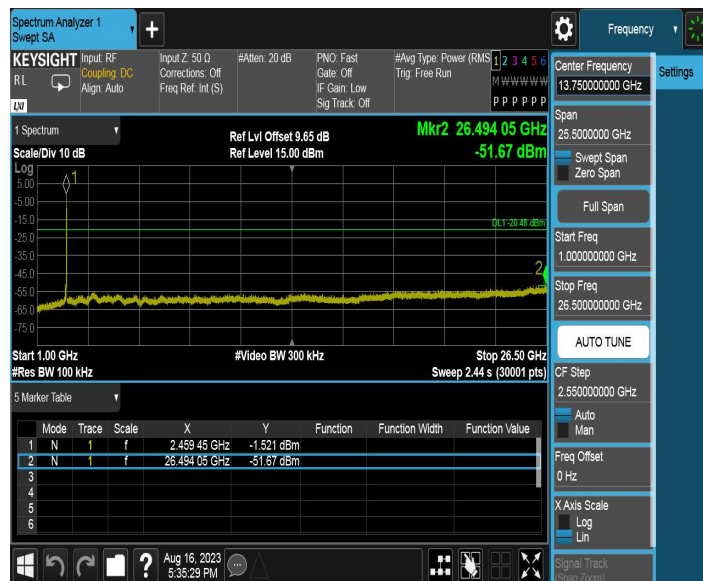 Spectrum Analyzer 1
Swept SA
Frequency
KEYSIGHT
Input: RF
Input Z: 50 Ω
#Atten: 20 dB
PNO: Fast
#Avg Type: Power (RMS
1 2 3 4 5 6
RL
Coupling: DC
Corrections: Off
Gate: Off
Trig: Free Run
M W W W W W
Align: Auto
Freq Ref: Int (S)
IF Gain: Low
Sig Track: Off
P P P P P P
LXI
1 Spectrum
Ref Lvl Offset 9.65 dB
Mkr2 26.494 05 GHz
Scale/Div 10 dB
Ref Level 15.00 dBm
-51.67 dBm
Log
5.00
-5.00
-15.0
-25.0
-35.0
-45.0
-55.0
-65.0
-75.0
1
DL1 -20.48 dBm
2
Start 1.00 GHz
#Video BW 300 kHz
Stop 26.50 GHz
#Res BW 100 kHz
Sweep 2.44 s (30001 pts)
5 Marker Table
Mode Trace Scale X Y Function Function Width Function Value
1 N 1 f 2.459 45 GHz -1.521 dBm
2 N 1 f 26.494 05 GHz -51.67 dBm
3
4
5
6
Aug 16, 2023
5:35:29 PM
Center Frequency
13.750000000 GHz
Settings
Span
25.5000000 GHz
Swept Span
Zero Span
Full Span
Start Freq
1.000000000 GHz
Stop Freq
26.500000000 GHz
AUTO TUNE
CF Step
2.550000000 GHz
Auto
Man
Freq Offset
0 Hz
X Axis Scale
Log
Lin
Signal Track
(Span Zoom)